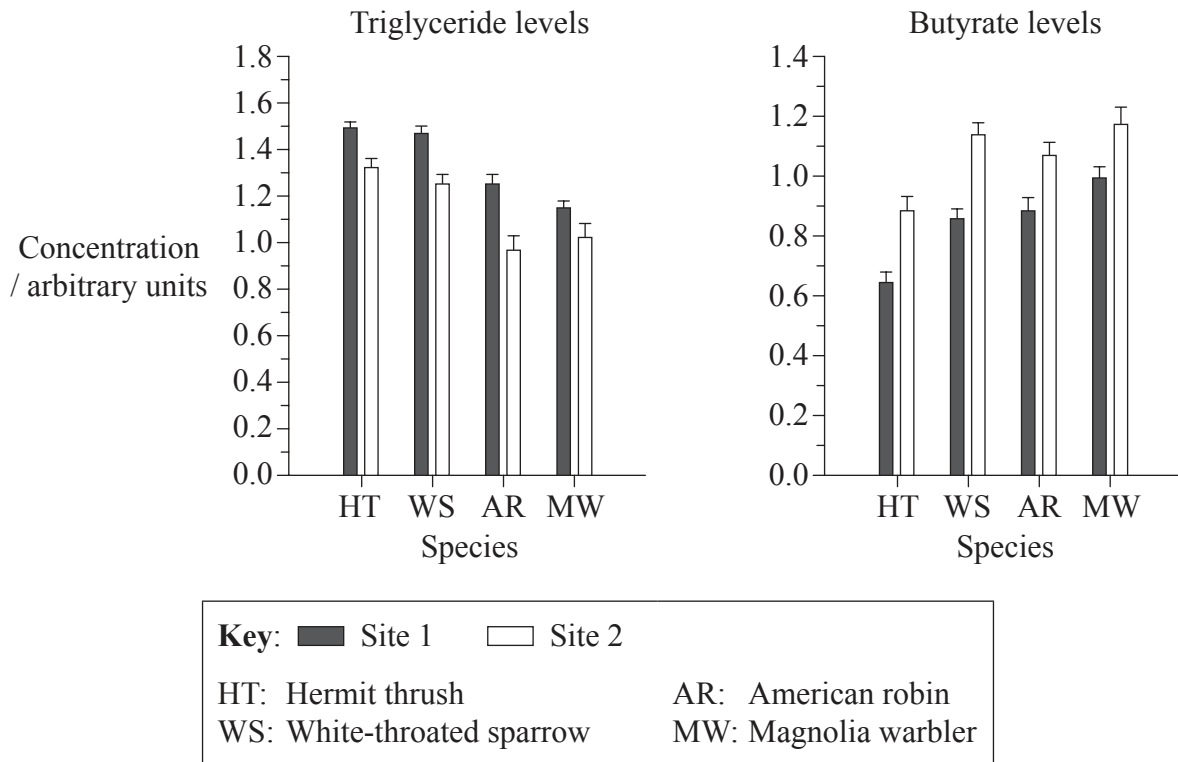 Triglyceride levels
1.8
1.6
1.4
1.2
1.0
0.8
0.6
0.4
0.2
0.0
Concentration
/ arbitrary units
HT WS AR MW
Species
Butyrate levels
1.4
1.2
1.0
0.8
0.6
0.4
0.2
0.0
HT WS AR MW
Species
Key: Site 1 Site 2
HT: Hermit thrush AR: American robin
WS: White-throated sparrow MW: Magnolia warbler